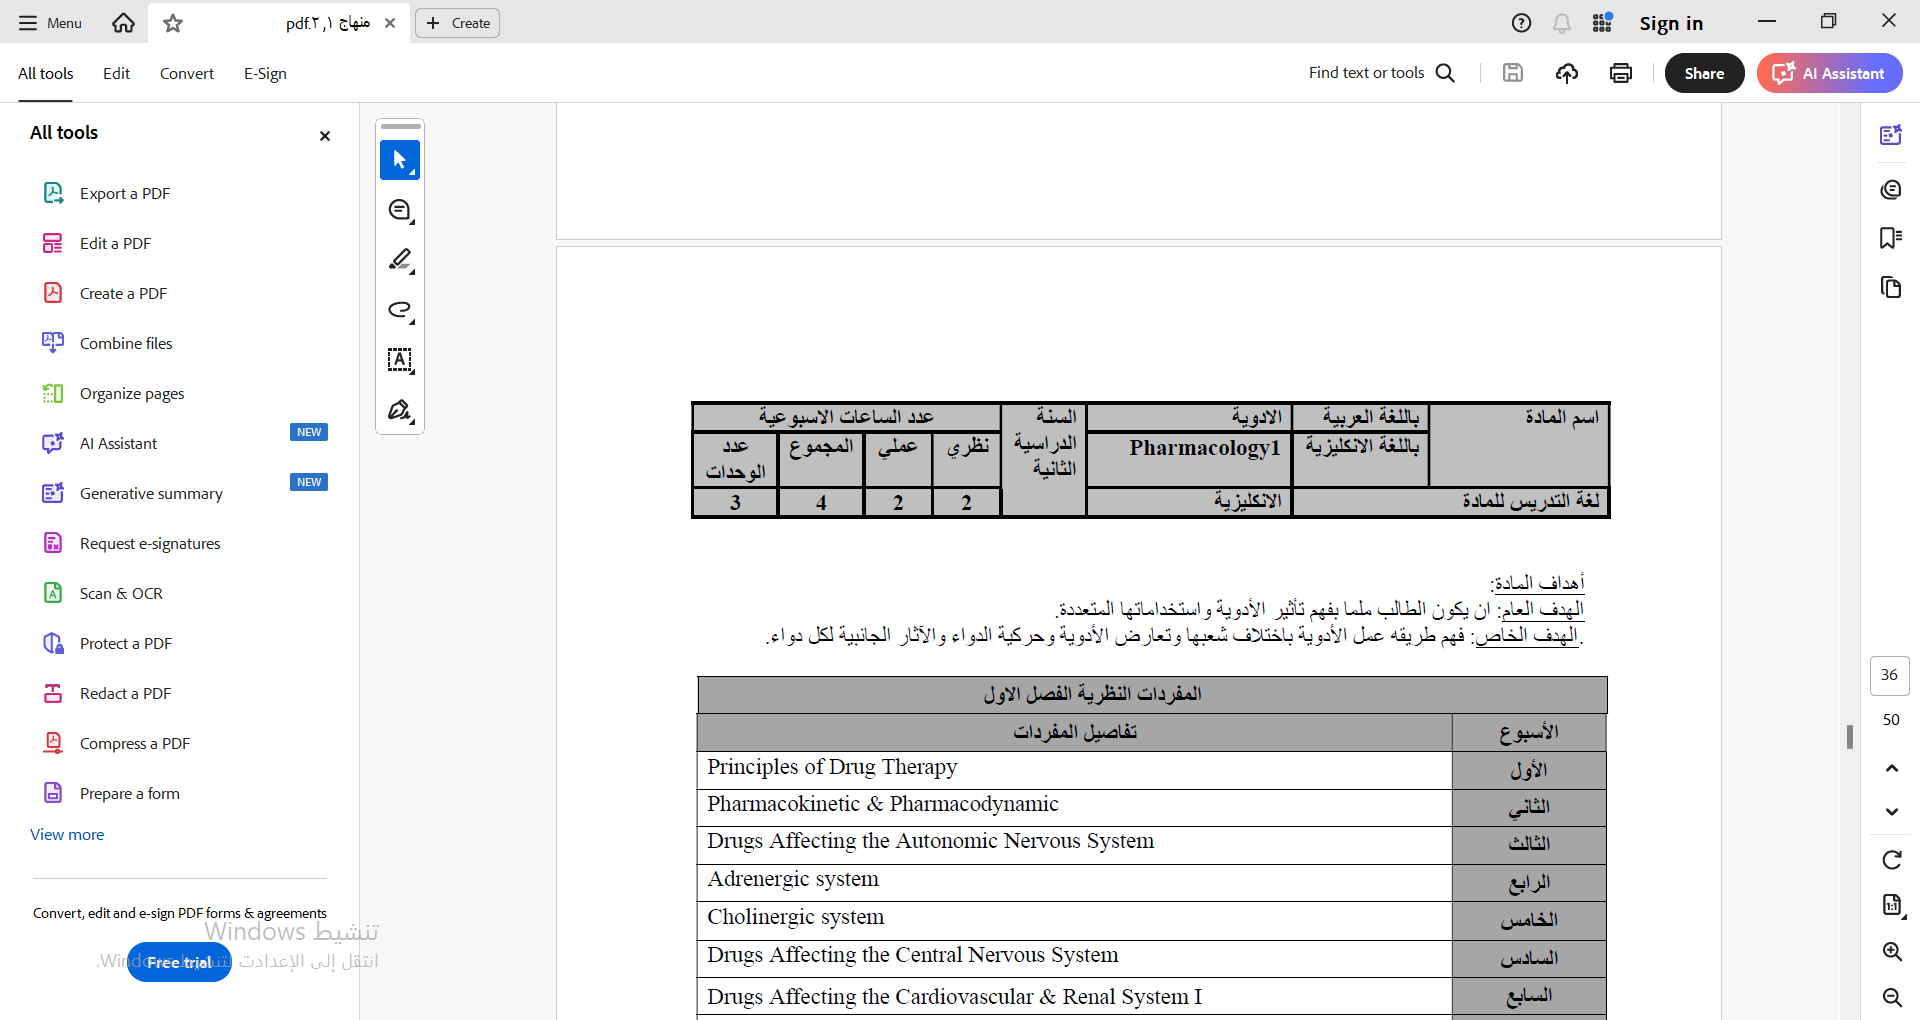 Menu
منهاج ٢,١.pdf
Create
Sign in
All tools
Edit
Convert
E-Sign
Find text or tools
Share
AI Assistant
All tools
Export a PDF
Edit a PDF
Create a PDF
Combine files
Organize pages
AI Assistant NEW
Generative summary NEW
Request e-signatures
Scan & OCR
Protect a PDF
Redact a PDF
Compress a PDF
Prepare a form
View more
Convert, edit and e-sign PDF forms & agreements
Free trial
تنشيط Windows
انتقل إلى الإعدادت لتنشيط Windows.
اسم المادة باللغة العربية الادوية السنة الدراسية الثانية عدد الساعات الاسبوعية
باللغة الانكليزية Pharmacology1 نظري عملي المجموع عدد الوحدات
لغة التدريس للمادة الانكليزية 2 2 4 3
أهداف المادة:
الهدف العام: ان يكون الطالب ملما بفهم تأثير الأدوية واستخداماتها المتعددة.
.الهدف الخاص: فهم طريقه عمل الأدوية باختلاف شعبها وتعارض الأدوية وحركية الدواء والآثار الجانبية لكل دواء.
المفردات النظرية الفصل الاول
الأسبوع تفاصيل المفردات
الأول Principles of Drug Therapy
الثاني Pharmacokinetic & Pharmacodynamic
الثالث Drugs Affecting the Autonomic Nervous System
الرابع Adrenergic system
الخامس Cholinergic system
السادس Drugs Affecting the Central Nervous System
السابع Drugs Affecting the Cardiovascular & Renal System I
36
50
1:1